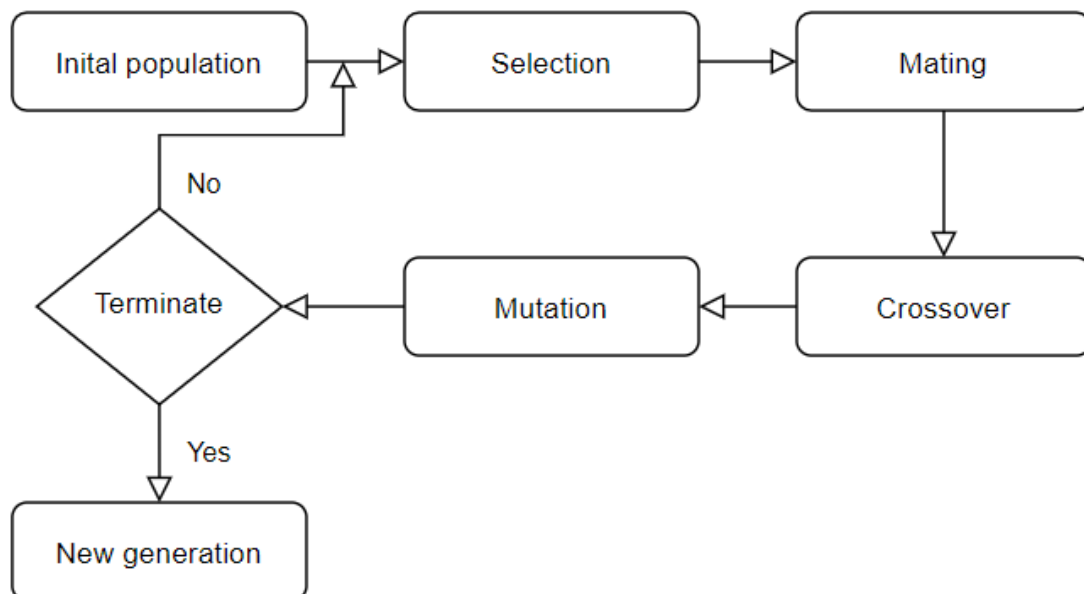 Inital population
Selection
Mating
No
Terminate
Mutation
Crossover
Yes
New generation